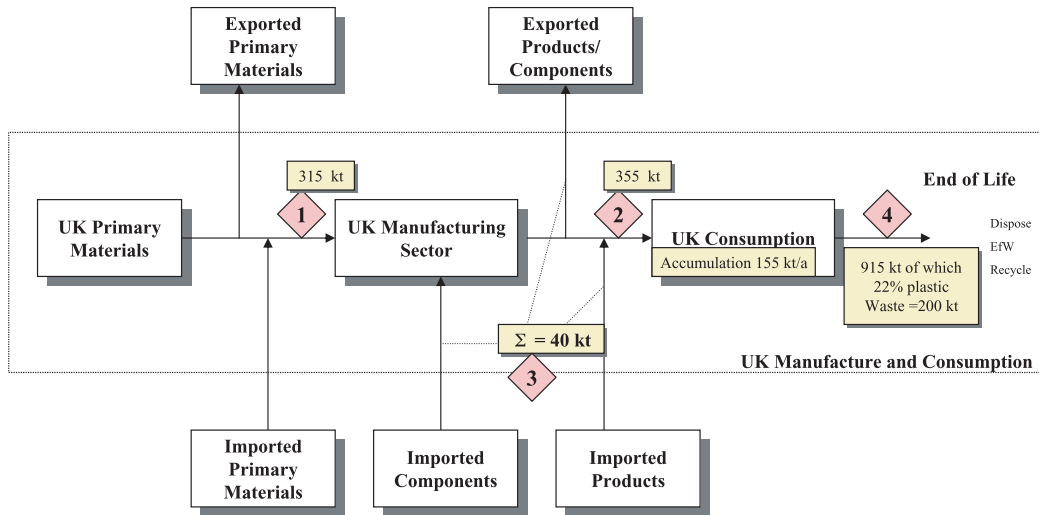 Exported
Primary
Materials
Exported
Products/
Components
315 kt
355 kt
End of Life
1
2
4
UK Primary
Materials
UK Manufacturing
Sector
UK Consumption
Accumulation 155 kt/a
Dispose
EfW
Recycle
915 kt of which
22% plastic
Waste =200 kt
Σ = 40 kt
3
UK Manufacture and Consumption
Imported
Primary
Materials
Imported
Components
Imported
Products